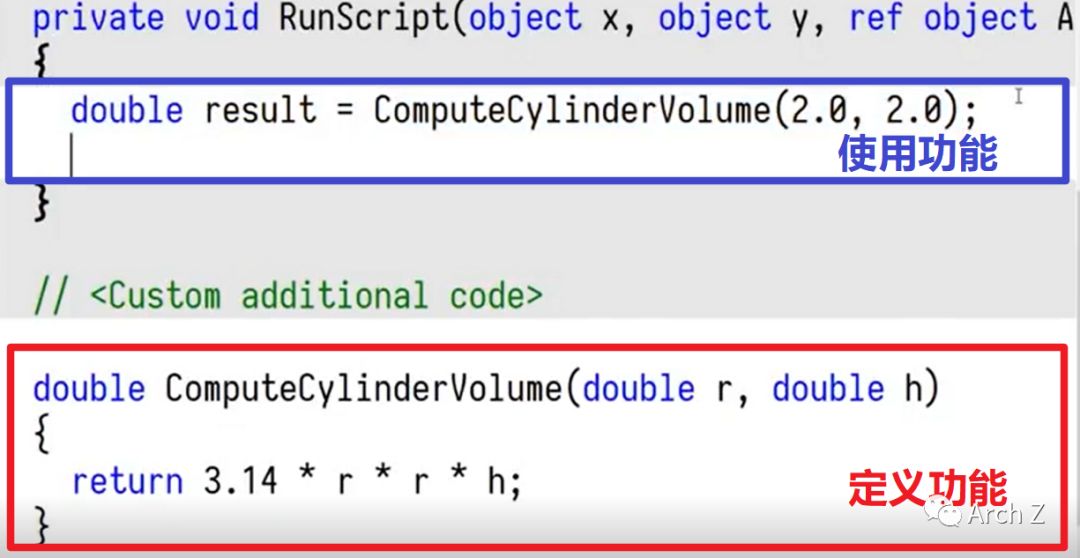 private void RunScript(object x, object y, ref object A
{
double result = ComputeCylinderVolume(2.0, 2.0);
使用功能
}
// <Custom additional code>
double ComputeCylinderVolume(double r, double h)
{
return 3.14 * r * r * h;
定义功能
}
Arch Z